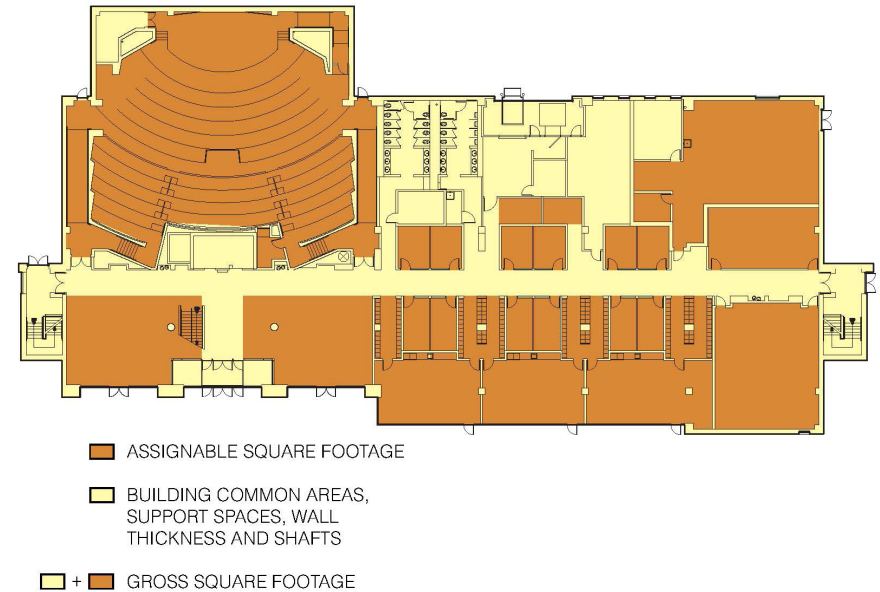 ASSIGNABLE SQUARE FOOTAGE
BUILDING COMMON AREAS,
SUPPORT SPACES, WALL
THICKNESS AND SHAFTS
+ GROSS SQUARE FOOTAGE